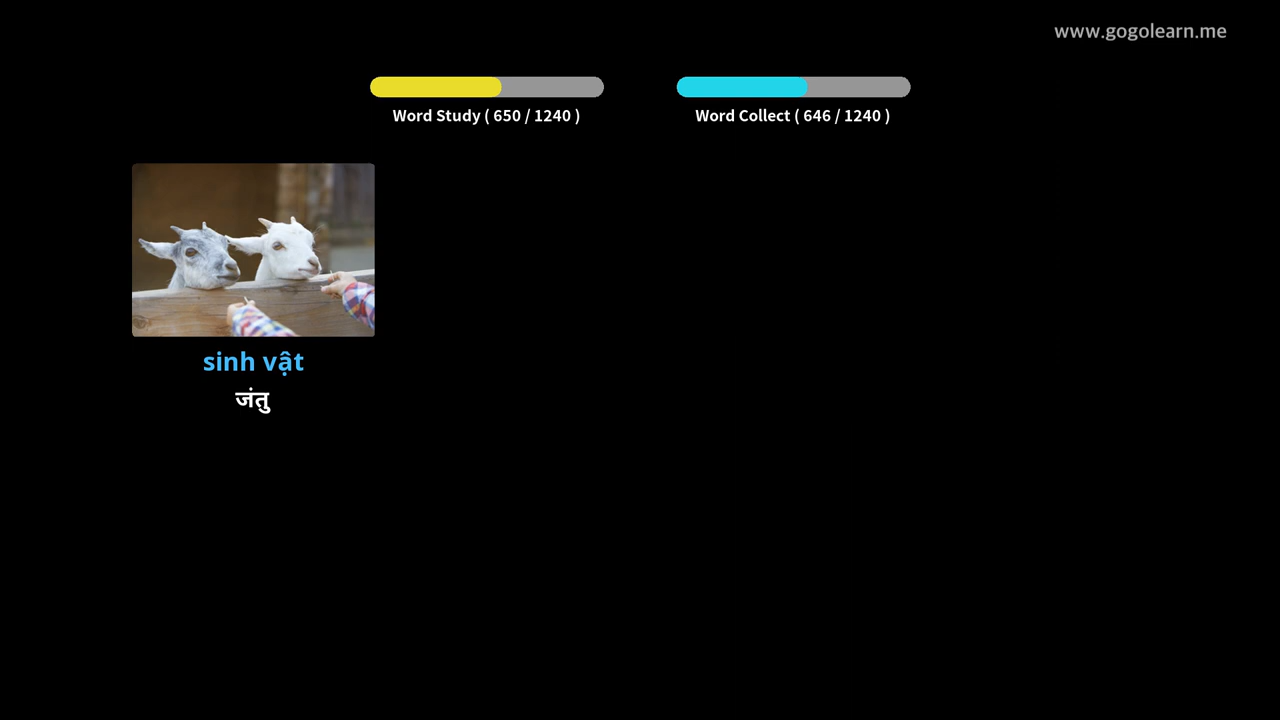 www.gogolearn.me
Word Study ( 650 / 1240 )
Word Collect ( 646 / 1240 )
sinh vật
जंतु